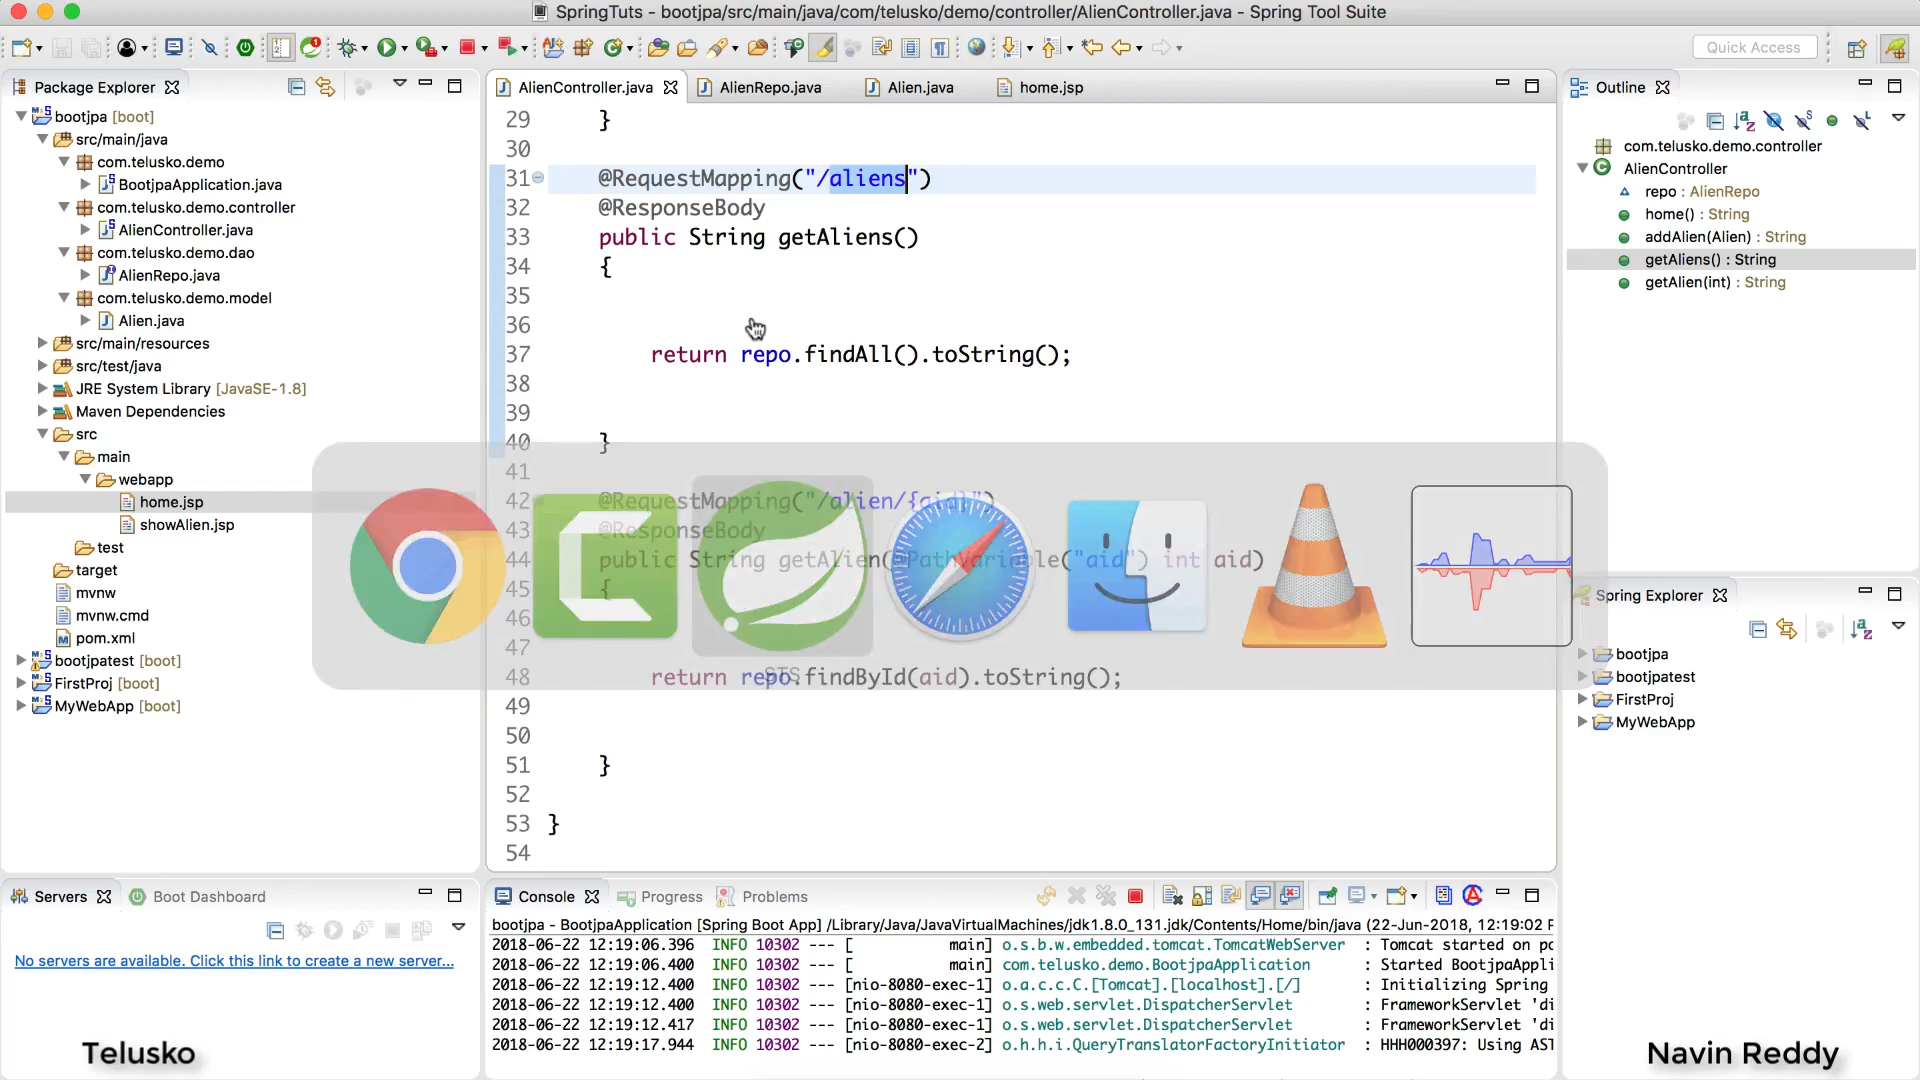 SpringTuts - bootjpa/src/main/java/com/telusko/demo/controller/AlienController.java - Spring Tool Suite
Quick Access
Package Explorer
AlienController.java
AlienRepo.java
Alien.java
home.jsp
Outline
bootjpa [boot]
src/main/java
com.telusko.demo
BootjpaApplication.java
com.telusko.demo.controller
AlienController.java
com.telusko.demo.dao
AlienRepo.java
com.telusko.demo.model
Alien.java
src/main/resources
src/test/java
JRE System Library [JavaSE-1.8]
Maven Dependencies
src
main
webapp
home.jsp
showAlien.jsp
test
target
mvnw
mvnw.cmd
pom.xml
bootjpatest [boot]
FirstProj [boot]
MyWebApp [boot]
29 }
30
31 @RequestMapping("/aliens")
32 @ResponseBody
33 public String getAliens()
34 {
35
36
37 return repo.findAll().toString();
38
39
40 }
41
42 @RequestMapping("/alien/{aid}")
43 @ResponseBody
44 public String getAlien(@PathVariable("aid") int aid)
45 {
46
47
48 return repo.findById(aid).toString();
49
50
51 }
52
53 }
54
STS
com.telusko.demo.controller
AlienController
repo : AlienRepo
home() : String
addAlien(Alien) : String
getAliens() : String
getAlien(int) : String
Spring Explorer
bootjpa
bootjpatest
FirstProj
MyWebApp
Servers
Boot Dashboard
No servers are available. Click this link to create a new server...
Console
Progress
Problems
bootjpa - BootjpaApplication [Spring Boot App] /Library/Java/JavaVirtualMachines/jdk1.8.0_131.jdk/Contents/Home/bin/java (22-Jun-2018, 12:19:02 P
2018-06-22 12:19:06.396 INFO 10302 --- [ main] o.s.b.w.embedded.tomcat.TomcatWebServer : Tomcat started on po
2018-06-22 12:19:06.400 INFO 10302 --- [ main] com.telusko.demo.BootjpaApplication : Started BootjpaAppli
2018-06-22 12:19:12.400 INFO 10302 --- [nio-8080-exec-1] o.a.c.c.C.[Tomcat].[localhost].[/] : Initializing Spring
2018-06-22 12:19:12.400 INFO 10302 --- [nio-8080-exec-1] o.s.web.servlet.DispatcherServlet : FrameworkServlet 'di
2018-06-22 12:19:12.417 INFO 10302 --- [nio-8080-exec-1] o.s.web.servlet.DispatcherServlet : FrameworkServlet 'di
2018-06-22 12:19:17.944 INFO 10302 --- [nio-8080-exec-2] o.h.h.i.QueryTranslatorFactoryInitiator : HHH000397: Using AST
Telusko
Navin Reddy